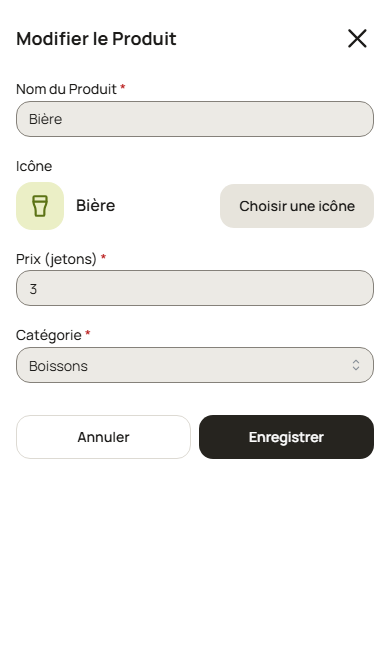 Modifier le Produit
Nom du Produit *
Bière
Icône
Bière
Choisir une icône
Prix (jetons) *
3
Catégorie *
Boissons
Annuler
Enregistrer